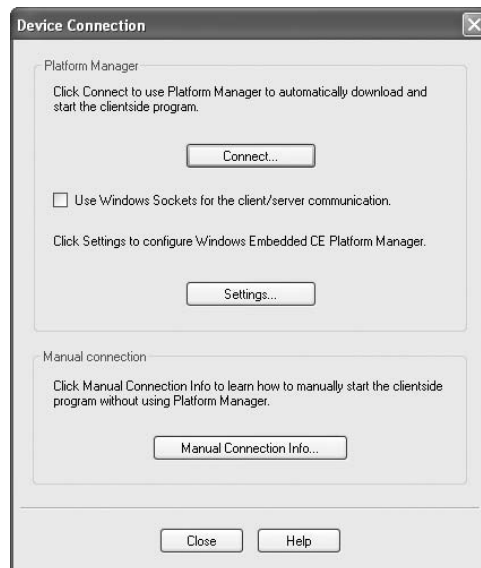 Device Connection
Platform Manager
Click Connect to use Platform Manager to automatically download and
start the clientside program.
Connect...
Use Windows Sockets for the client/server communication.
Click Settings to configure Windows Embedded CE Platform Manager.
Settings...
Manual connection
Click Manual Connection Info to learn how to manually start the clientside
program without using Platform Manager.
Manual Connection Info...
Close Help